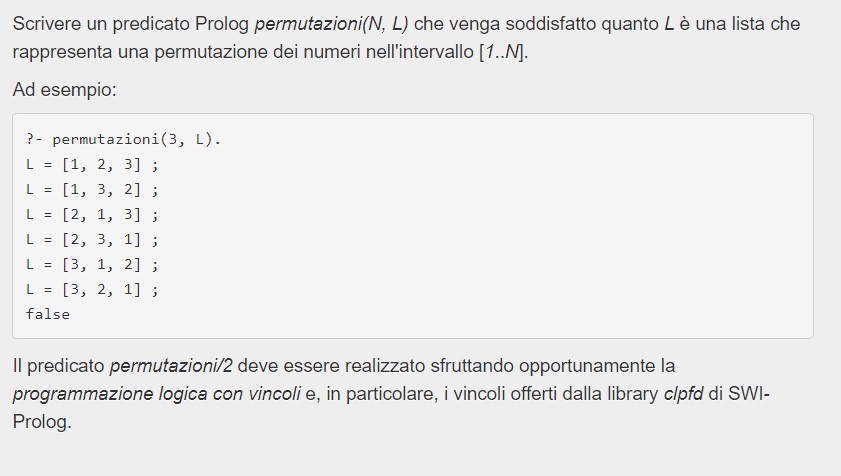 Scrivere un predicato Prolog permutazioni(N, L) che venga soddisfatto quanto L è una lista che
rappresenta una permutazione dei numeri nell'intervallo [1..N].
Ad esempio:
?- permutazioni(3, L).
L = [1, 2, 3] ;
L = [1, 3, 2] ;
L = [2, 1, 3] ;
L = [2, 3, 1] ;
L = [3, 1, 2] ;
L = [3, 2, 1] ;
false
Il predicato permutazioni/2 deve essere realizzato sfruttando opportunamente la
programmazione logica con vincoli e, in particolare, i vincoli offerti dalla library clpfd di SWI-
Prolog.